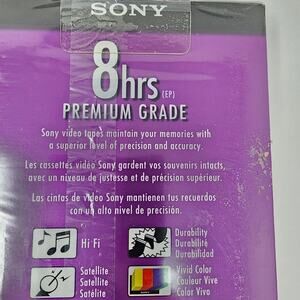 SONY
8hrs (EP)
PREMIUM GRADE
Sony video tapes maintain your memories with
a superior level of precision and accuracy.
Les cassettes vidéo Sony gardent vos souvenirs intacts,
avec un niveau de justesse et de précision supérieur.
Las cintas de video Sony mantienen tus recuerdos
con un alto nivel de precisión.
Hi Fi
Durability
Durabilité
Durabilidad
Satellite
Satellite
Satélite
Vivid Color
Couleur Vive
Color Vivo